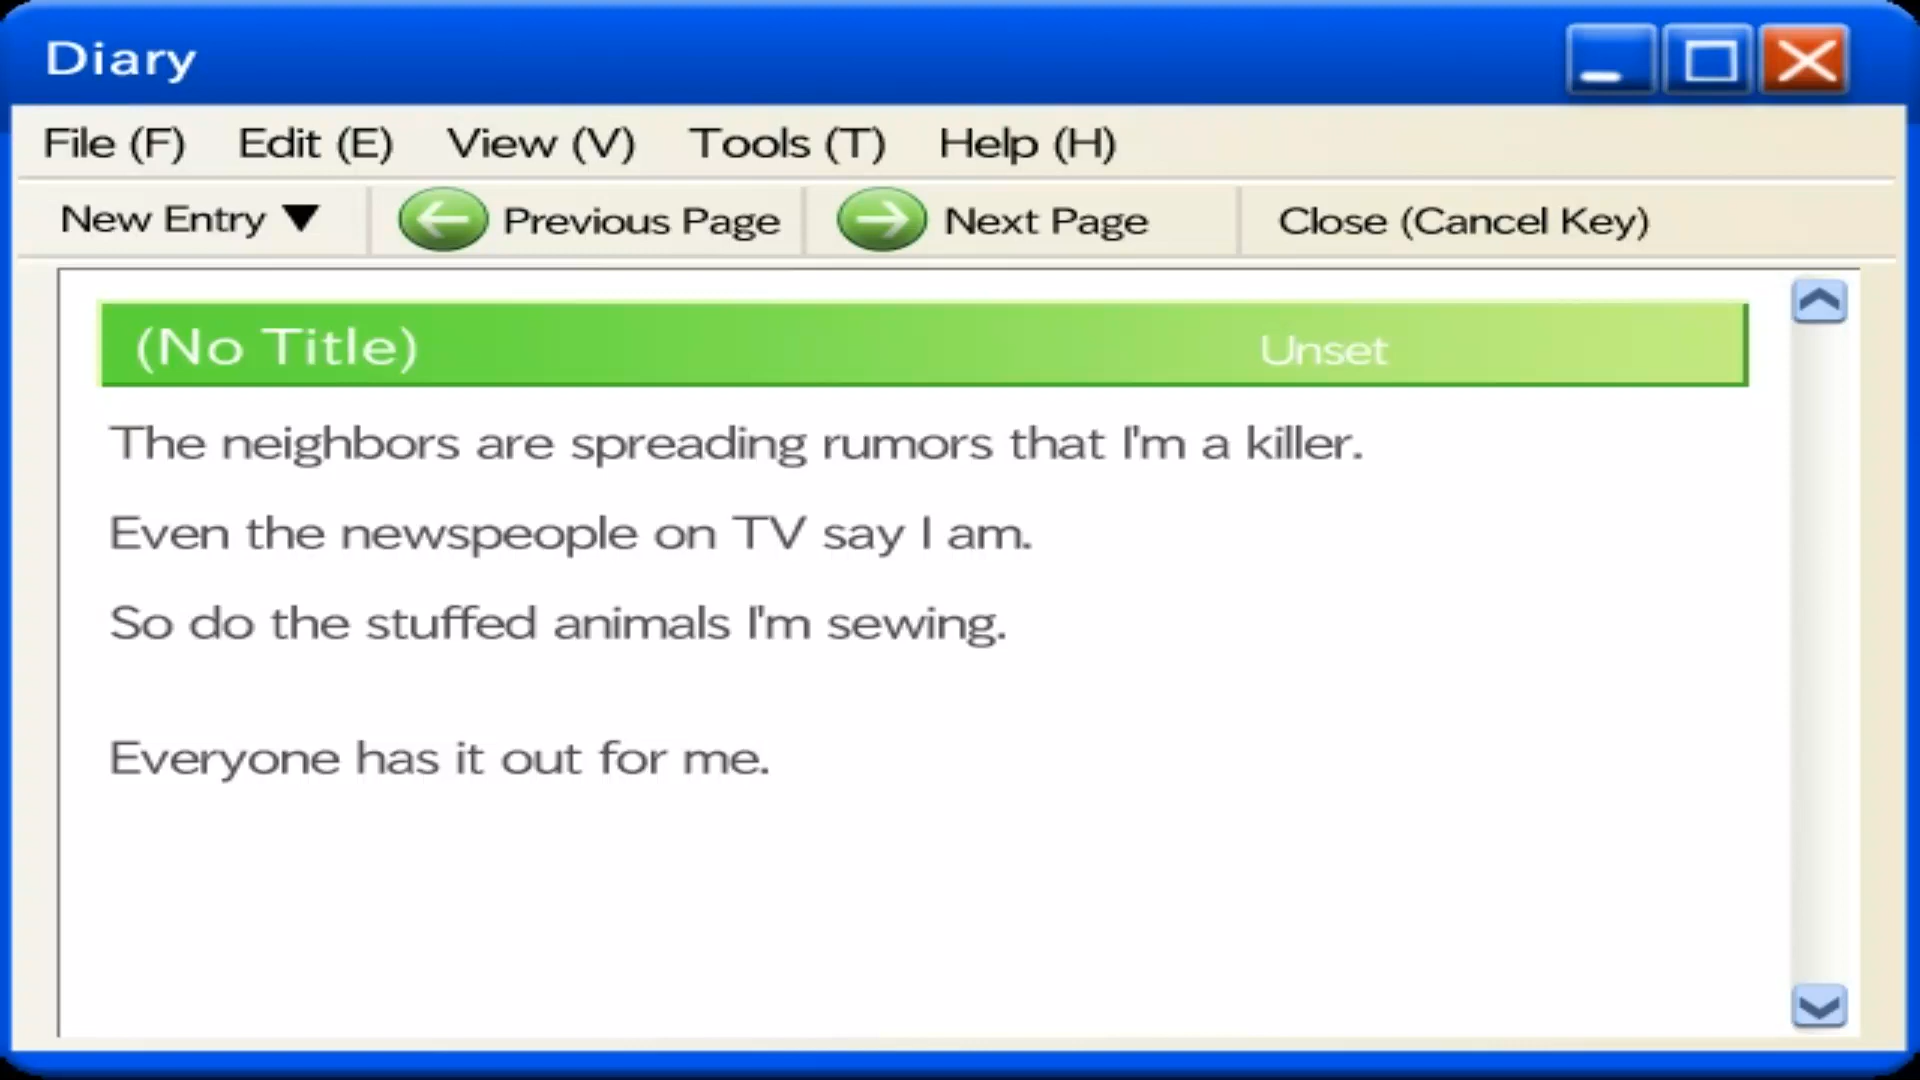 Diary
File (F) Edit (E) View (V) Tools (T) Help (H)
New Entry ▼ Previous Page Next Page Close (Cancel Key)
(No Title) Unset
The neighbors are spreading rumors that I'm a killer.
Even the newspeople on TV say I am.
So do the stuffed animals I'm sewing.
Everyone has it out for me.